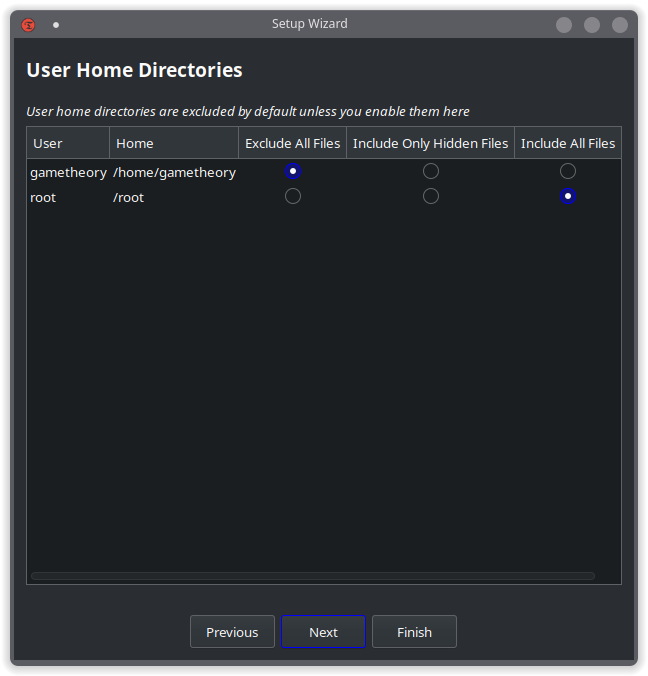 Setup Wizard
User Home Directories
User home directories are excluded by default unless you enable them here
User Home Exclude All Files Include Only Hidden Files Include All Files
gametheory /home/gametheory
root /root
Previous Next Finish